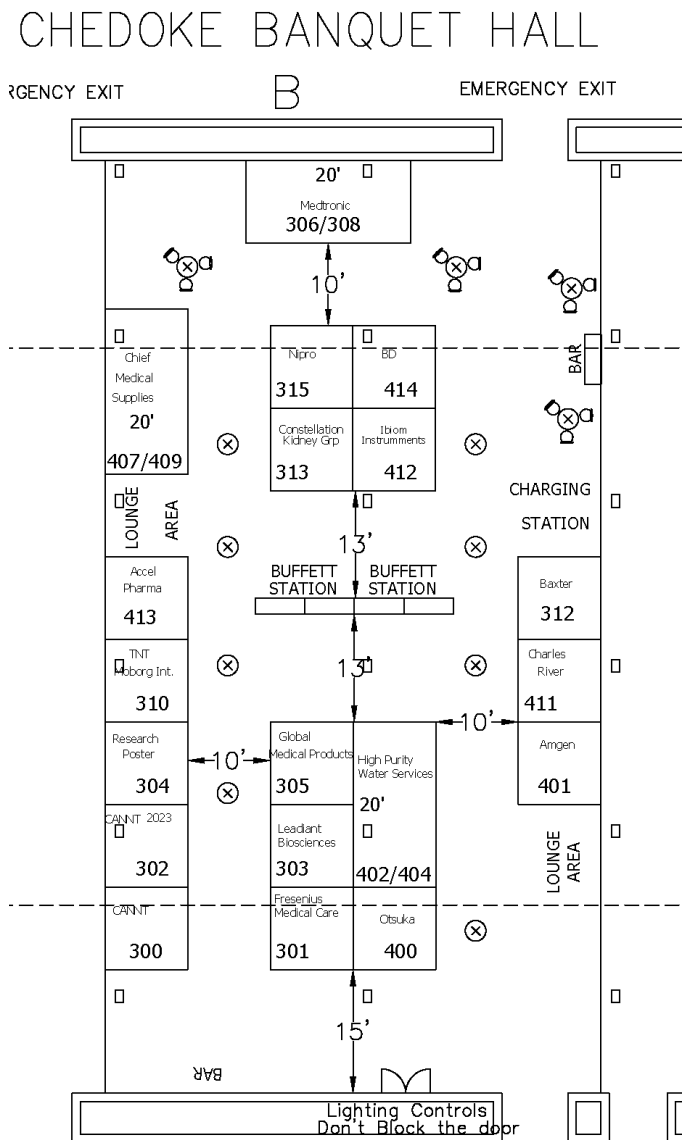 CHEDOKE BANQUET HALL
RGENCY EXIT
B
EMERGENCY EXIT
20'
Medtronic
306/308
10'
Chief
Medical
Supplies
20'
407/409
Nipro
315
BD
414
BAR
Constellation
Kidney Grp
313
Ibiom
Instrumments
412
LOUNGE
AREA
CHARGING
STATION
13'
BUFFETT
STATION
BUFFETT
STATION
Accel
Pharma
413
Baxter
312
TNT
Moborg Int.
310
13'
Charles
River
411
Research
Poster
304
10'
Global
Medical Products
305
High Purity
Water Services
20'
402/404
10'
Amgen
401
CANNT 2023
302
Leadiant
Biosciences
303
LOUNGE
AREA
CANNT
300
Fresenius
Medical Care
301
Otsuka
400
15'
BAR
Lighting Controls
Don't Block the door